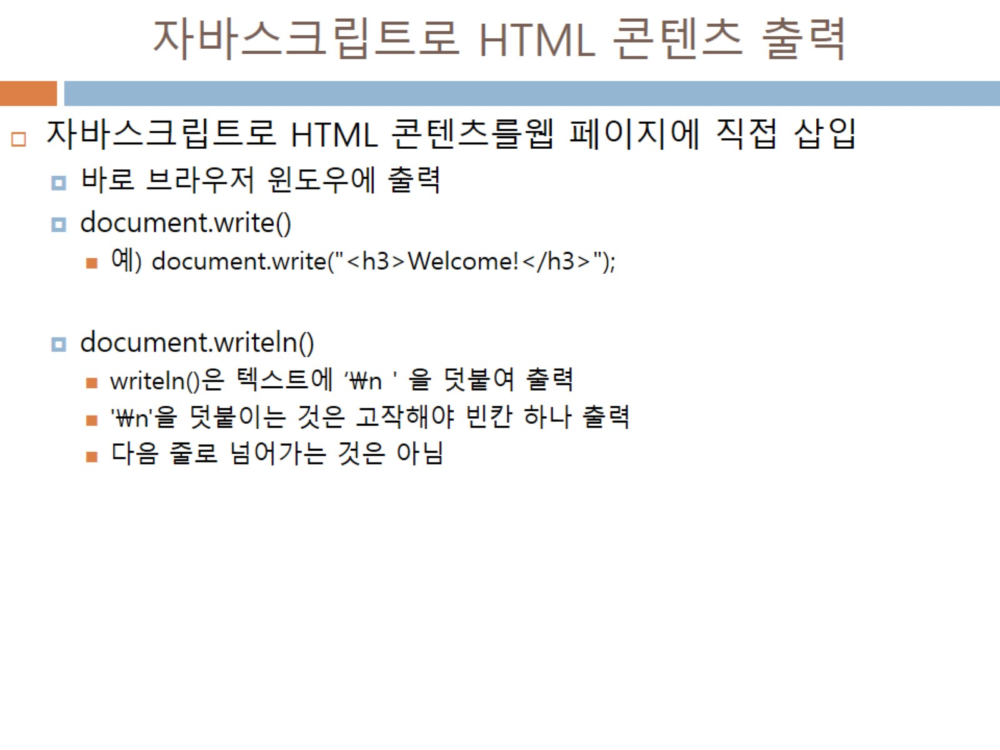 자바스크립트로 HTML 콘텐츠 출력
자바스크립트로 HTML 콘텐츠를웹 페이지에 직접 삽입
바로 브라우저 윈도우에 출력
document.write()
예) document.write("<h3>Welcome!</h3>");
document.writeln()
writeln()은 텍스트에 ‘₩n ' 을 덧붙여 출력
'₩n'을 덧붙이는 것은 고작해야 빈칸 하나 출력
다음 줄로 넘어가는 것은 아님